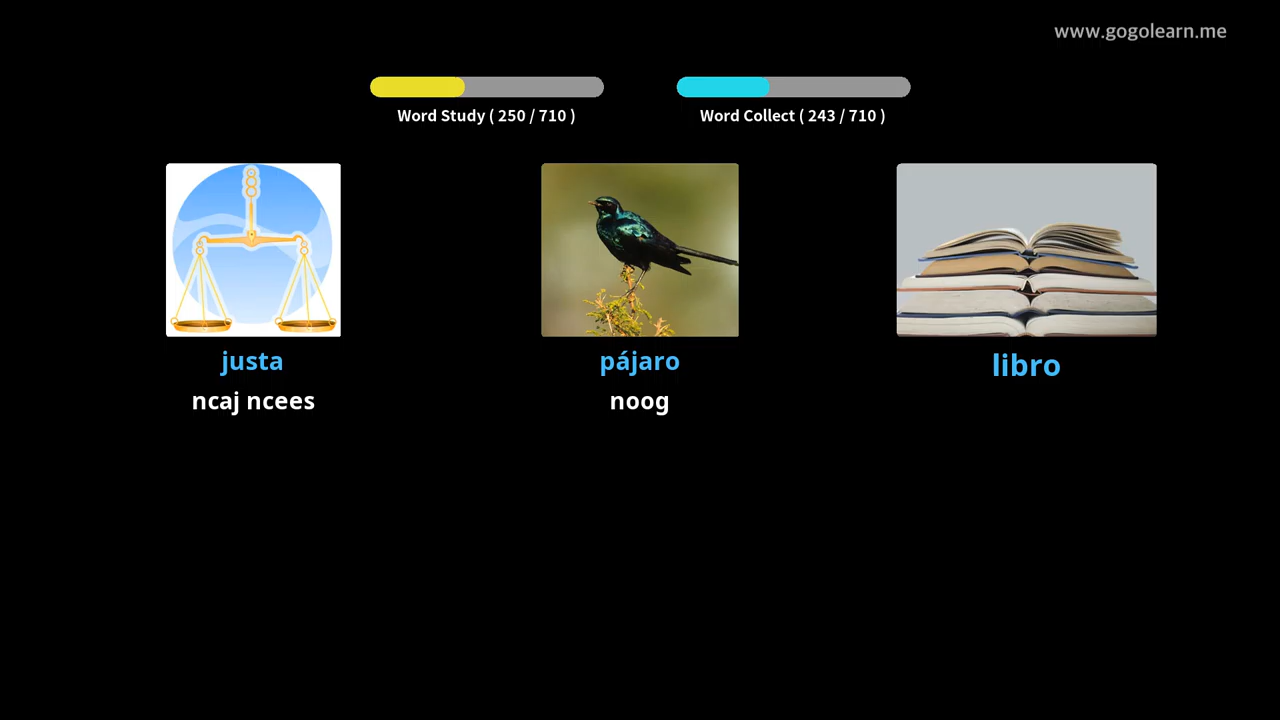 www.gogolearn.me
Word Study ( 250 / 710 )
Word Collect ( 243 / 710 )
justa
pájaro
libro
ncaj ncees
noog